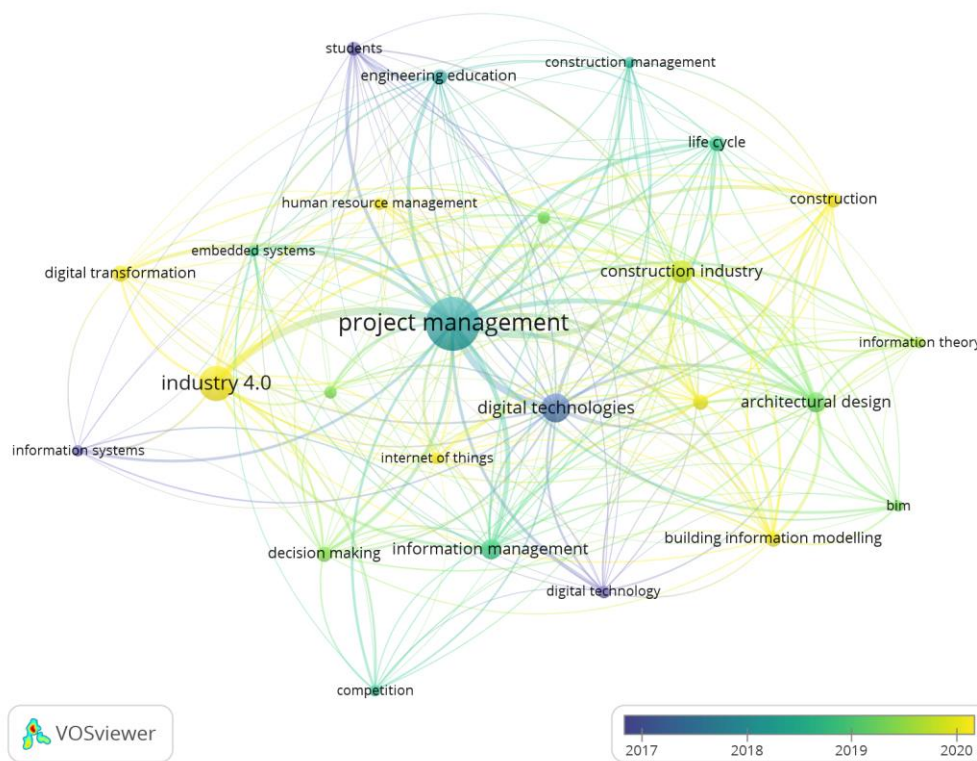 students
engineering education
construction management
life cycle
human resource management
construction
embedded systems
digital transformation
construction industry
project management
information theory
industry 4.0
digital technologies
architectural design
information systems
internet of things
bim
decision making
information management
building information modelling
digital technology
competition
VOSviewer
2017
2018
2019
2020